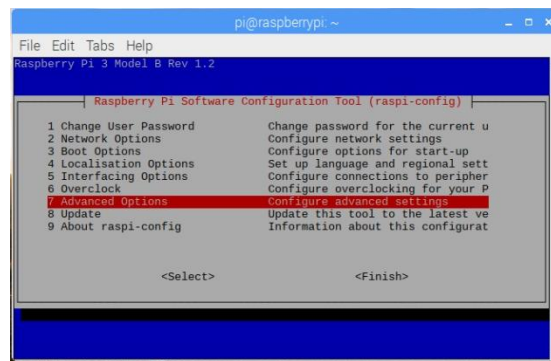 pi@raspberrypi: ~
File Edit Tabs Help
Raspberry Pi 3 Model B Rev 1.2
Raspberry Pi Software Configuration Tool (raspi-config)
1 Change User Password Change password for the current u
2 Network Options Configure network settings
3 Boot Options Configure options for start-up
4 Localisation Options Set up language and regional sett
5 Interfacing Options Configure connections to peripher
6 Overclock Configure overclocking for your P
7 Advanced Options Configure advanced settings
8 Update Update this tool to the latest ve
9 About raspi-config Information about this configurat
<Select> <Finish>